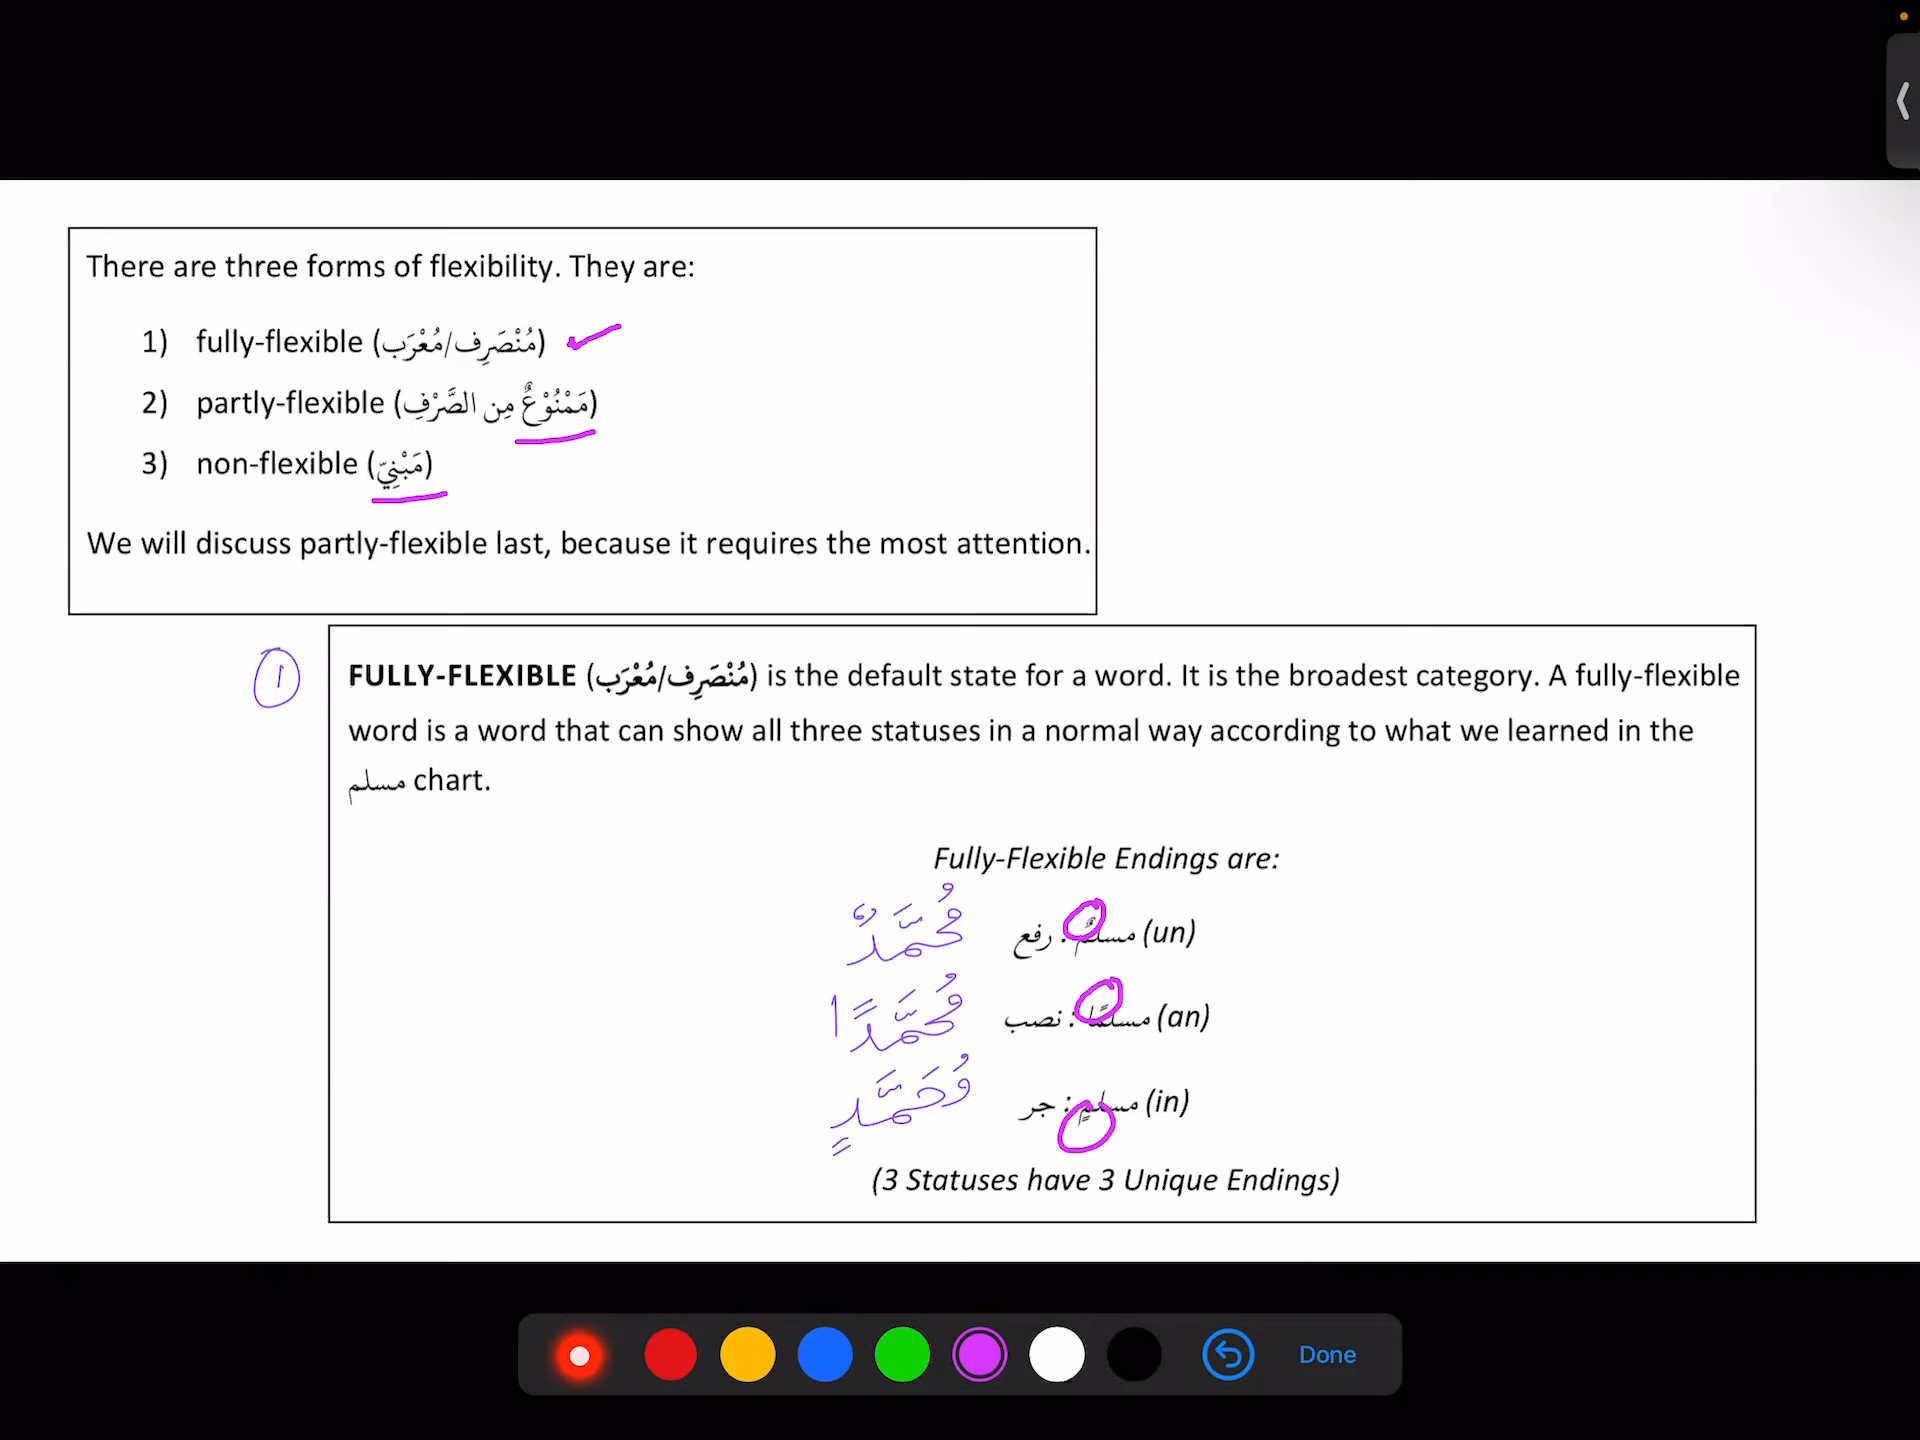 There are three forms of flexibility. They are:
1) fully-flexible (مُنْصَرِف/مُعْرَب)
2) partly-flexible (مَمْنُوْعٌ مِن الصَّرْفِ)
3) non-flexible (مَبْنِيّ)
We will discuss partly-flexible last, because it requires the most attention.
١
FULLY-FLEXIBLE (مُنْصَرِف/مُعْرَب) is the default state for a word. It is the broadest category. A fully-flexible
word is a word that can show all three statuses in a normal way according to what we learned in the
مسلم chart.
Fully-Flexible Endings are:
مُحَمَّدٌ رفع : مسلمٌ (un)
مُحَمَّدًا نصب : مسلمًا (an)
مُحَمَّدٍ جر : مسلمٍ (in)
(3 Statuses have 3 Unique Endings)
Done